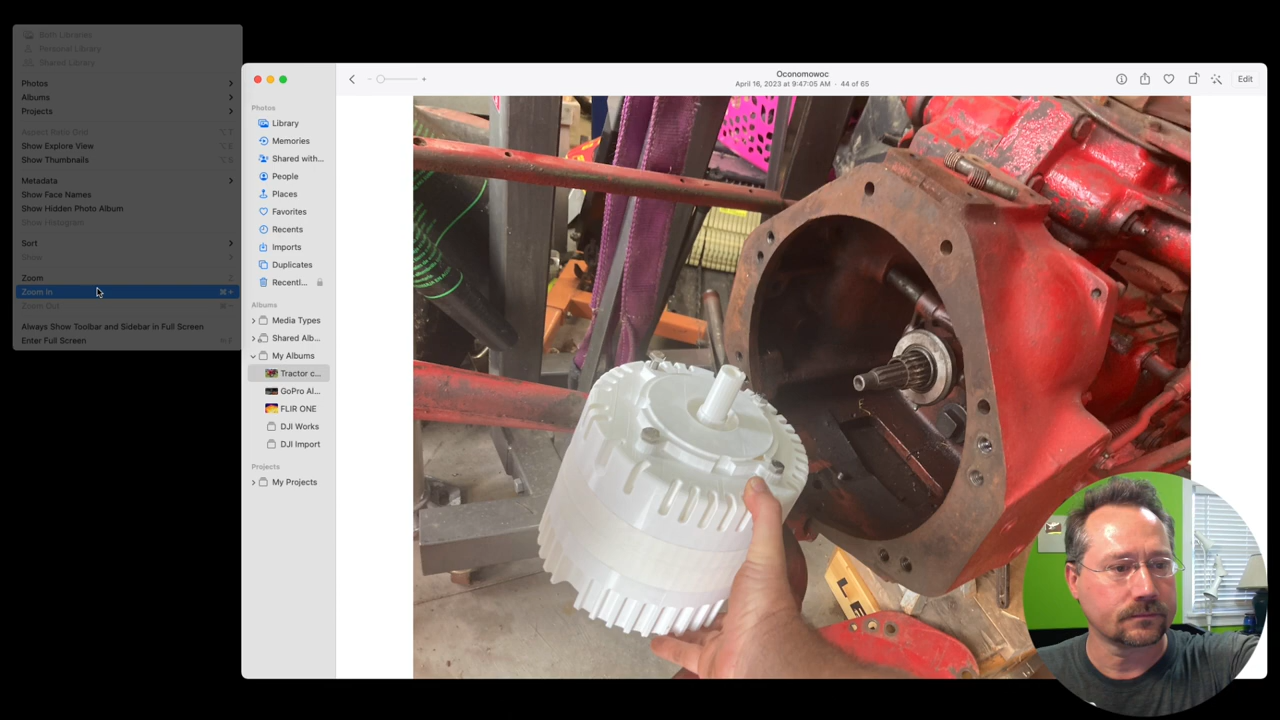 Both Libraries
Personal Library
Shared Library
Photos
Albums
Projects
Aspect Ratio Grid ⌥T
Show Explore View ⌥E
Show Thumbnails ⌥S
Metadata
Show Face Names
Show Hidden Photo Album
Show Histogram
Sort
Show
Zoom Z
Zoom In ⌘+
Zoom Out ⌘−
Always Show Toolbar and Sidebar in Full Screen
Enter Full Screen
Oconomowoc
April 16, 2023 at 9:47:05 AM · 44 of 65
Edit
Photos
Library
Memories
Shared with...
People
Places
Favorites
Recents
Imports
Duplicates
Recentl...
Albums
Media Types
Shared Alb...
My Albums
Tractor c...
GoPro Al...
FLIR ONE
DJI Works
DJI Import
Projects
My Projects
LE